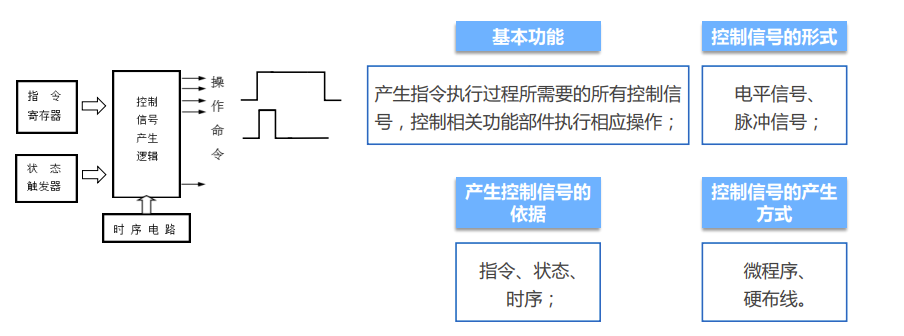 指 令
寄存器
状 态
触发器
控制
信号
产生
逻辑
时 序 电 路
操
作
命
令
基本功能
产生指令执行过程所需要的所有控制信
号，控制相关功能部件执行相应操作；
控制信号的形式
电平信号、
脉冲信号；
产生控制信号的
依据
指令、状态、
时序；
控制信号的产生
方式
微程序、
硬布线。